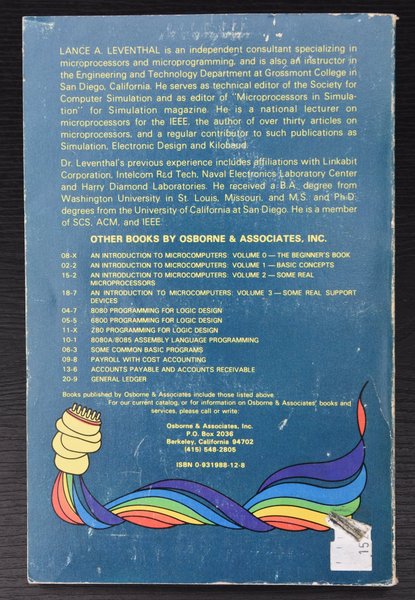 LANCE A. LEVENTHAL is an independent consultant specializing in
microprocessors and microprogramming, and is also an instructor in
the Engineering and Technology Department at Grossmont College in
San Diego, California. He serves as technical editor of the Society for
Computer Simulation and as editor of "Microprocessors in Simula-
tion" for Simulation magazine. He is a national lecturer on
microprocessors for the IEEE, the author of over thirty articles on
microprocessors, and a regular contributor to such publications as
Simulation, Electronic Design and Kilobaud.
Dr. Leventhal's previous experience includes affiliations with Linkabit
Corporation, Intelcom R&d Tech, Naval Electronics Laboratory Center
and Harry Diamond Laboratories. He received a B.A. degree from
Washington University in St. Louis, Missouri, and M.S. and Ph.D.
degrees from the University of California at San Diego. He is a member
of SCS, ACM, and IEEE.
OTHER BOOKS BY OSBORNE & ASSOCIATES, INC.
08-X AN INTRODUCTION TO MICROCOMPUTERS: VOLUME 0 — THE BEGINNER'S BOOK
02-2 AN INTRODUCTION TO MICROCOMPUTERS: VOLUME 1 — BASIC CONCEPTS
15-2 AN INTRODUCTION TO MICROCOMPUTERS: VOLUME 2 — SOME REAL
MICROPROCESSORS
18-7 AN INTRODUCTION TO MICROCOMPUTERS: VOLUME 3 — SOME REAL SUPPORT
DEVICES
04-7 8080 PROGRAMMING FOR LOGIC DESIGN
05-5 6800 PROGRAMMING FOR LOGIC DESIGN
11-X Z80 PROGRAMMING FOR LOGIC DESIGN
10-1 8080A/8085 ASSEMBLY LANGUAGE PROGRAMMING
06-3 SOME COMMON BASIC PROGRAMS
09-8 PAYROLL WITH COST ACCOUNTING
13-6 ACCOUNTS PAYABLE AND ACCOUNTS RECEIVABLE
20-9 GENERAL LEDGER
Books published by Osborne & Associates include those listed above.
For our current catalog, or for information on Osborne & Associates' books and
services, please call or write:
Osborne & Associates, Inc.
P.O. Box 2036
Berkeley, California 94702
(415) 548-2805
ISBN 0-931988-12-8
15